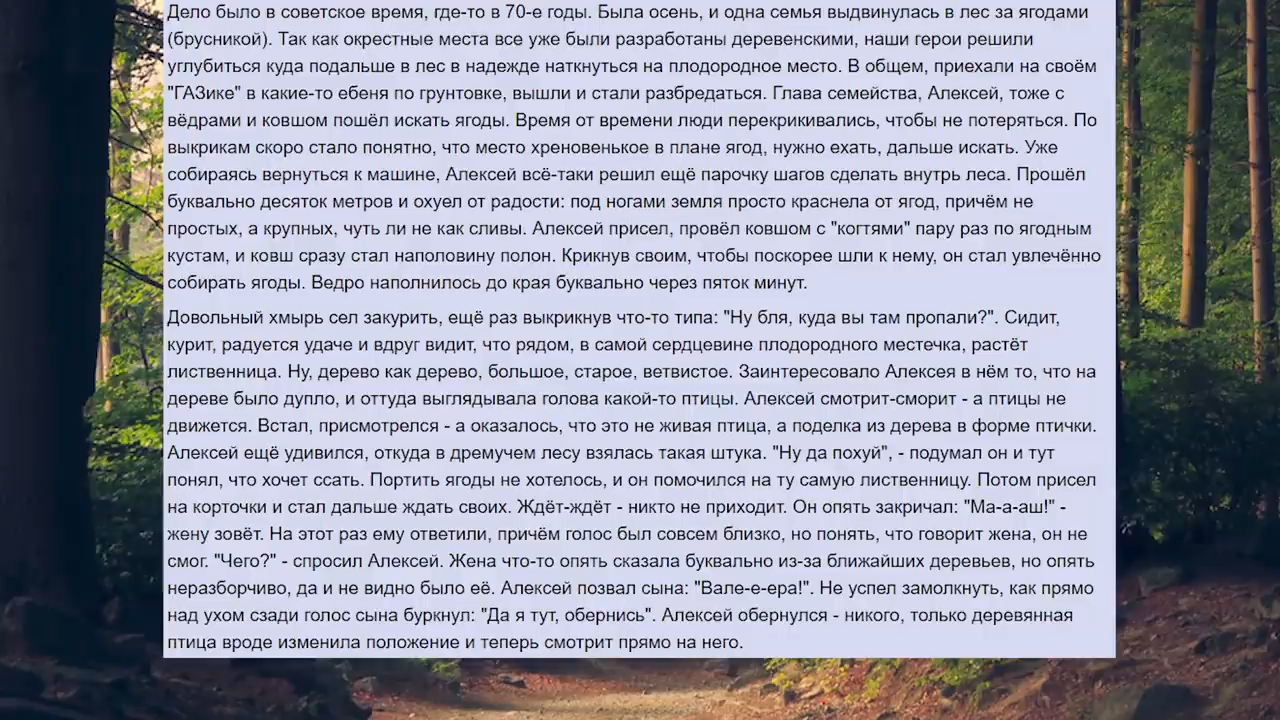 Дело было в советское время, где-то в 70-е годы. Была осень, и одна семья выдвинулась в лес за ягодами
(брусникой). Так как окрестные места все уже были разработаны деревенскими, наши герои решили
углубиться куда подальше в лес в надежде наткнуться на плодородное место. В общем, приехали на своём
"ГАЗике" в какие-то ебеня по грунтовке, вышли и стали разбредаться. Глава семейства, Алексей, тоже с
вёдрами и ковшом пошёл искать ягоды. Время от времени люди перекрикивались, чтобы не потеряться. По
выкрикам скоро стало понятно, что место хреновенькое в плане ягод, нужно ехать, дальше искать. Уже
собираясь вернуться к машине, Алексей всё-таки решил ещё парочку шагов сделать внутрь леса. Прошёл
буквально десяток метров и охуел от радости: под ногами земля просто краснела от ягод, причём не
простых, а крупных, чуть ли не как сливы. Алексей присел, провёл ковшом с "когтями" пару раз по ягодным
кустам, и ковш сразу стал наполовину полон. Крикнув своим, чтобы поскорее шли к нему, он стал увлечённо
собирать ягоды. Ведро наполнилось до края буквально через пяток минут.
Довольный хмырь сел закурить, ещё раз выкрикнув что-то типа: "Ну бля, куда вы там пропали?". Сидит,
курит, радуется удаче и вдруг видит, что рядом, в самой сердцевине плодородного местечка, растёт
лиственница. Ну, дерево как дерево, большое, старое, ветвистое. Заинтересовало Алексея в нём то, что на
дереве было дупло, и оттуда выглядывала голова какой-то птицы. Алексей смотрит-сморит - а птицы не
движется. Встал, присмотрелся - а оказалось, что это не живая птица, а поделка из дерева в форме птички.
Алексей ещё удивился, откуда в дремучем лесу взялась такая штука. "Ну да похуй", - подумал он и тут
понял, что хочет ссать. Портить ягоды не хотелось, и он помочился на ту самую лиственницу. Потом присел
на корточки и стал дальше ждать своих. Ждёт-ждёт - никто не приходит. Он опять закричал: "Ма-а-аш!" -
жену зовёт. На этот раз ему ответили, причём голос был совсем близко, но понять, что говорит жена, он не
смог. "Чего?" - спросил Алексей. Жена что-то опять сказала буквально из-за ближайших деревьев, но опять
неразборчиво, да и не видно было её. Алексей позвал сына: "Вале-е-ера!". Не успел замолкнуть, как прямо
над ухом сзади голос сына буркнул: "Да я тут, обернись". Алексей обернулся - никого, только деревянная
птица вроде изменила положение и теперь смотрит прямо на него.